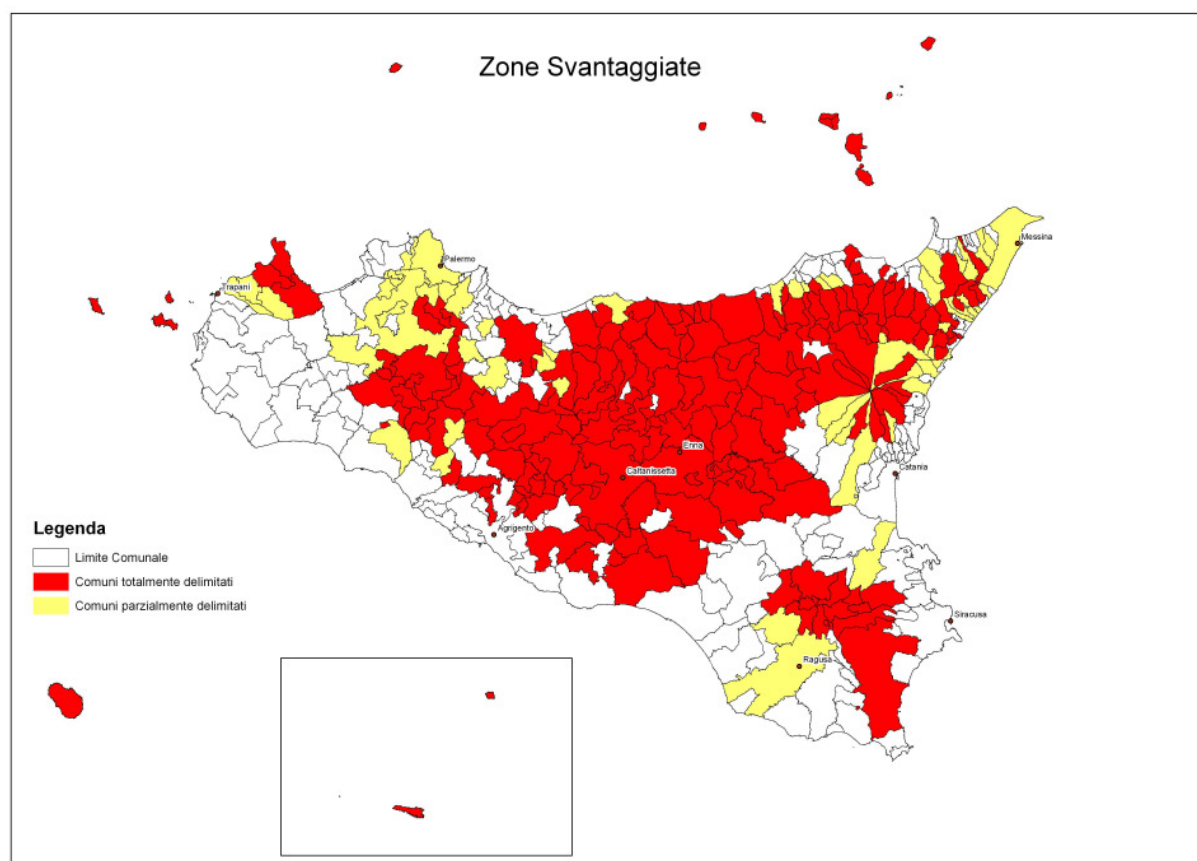 Zone Svantaggiate
Messina
Palermo
Trapani
Enna
Caltanissetta
Catania
Agrigento
Siracusa
Ragusa
Legenda
Limite Comunale
Comuni totalmente delimitati
Comuni parzialmente delimitati